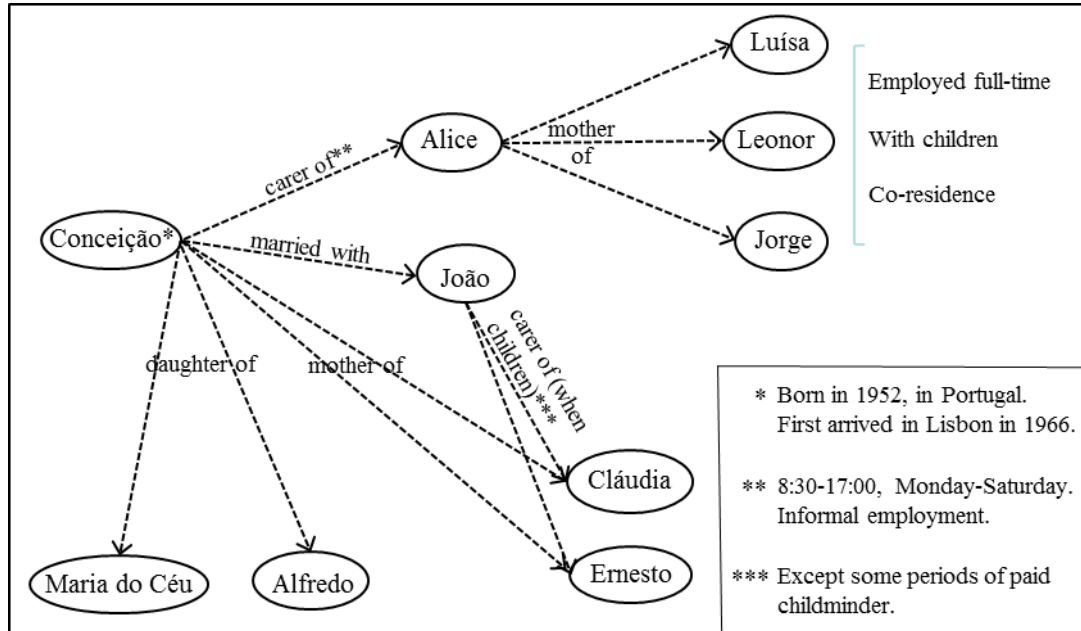 Luísa
Employed full-time
Alice
mother
of
Leonor
With children
carer of**
Co-residence
Conceição*
married with
Jorge
João
carer of (when
children)***
daughter of
mother of
* Born in 1952, in Portugal.
First arrived in Lisbon in 1966.
Cláudia
** 8:30-17:00, Monday-Saturday.
Informal employment.
Maria do Céu
Alfredo
Ernesto
*** Except some periods of paid
childminder.